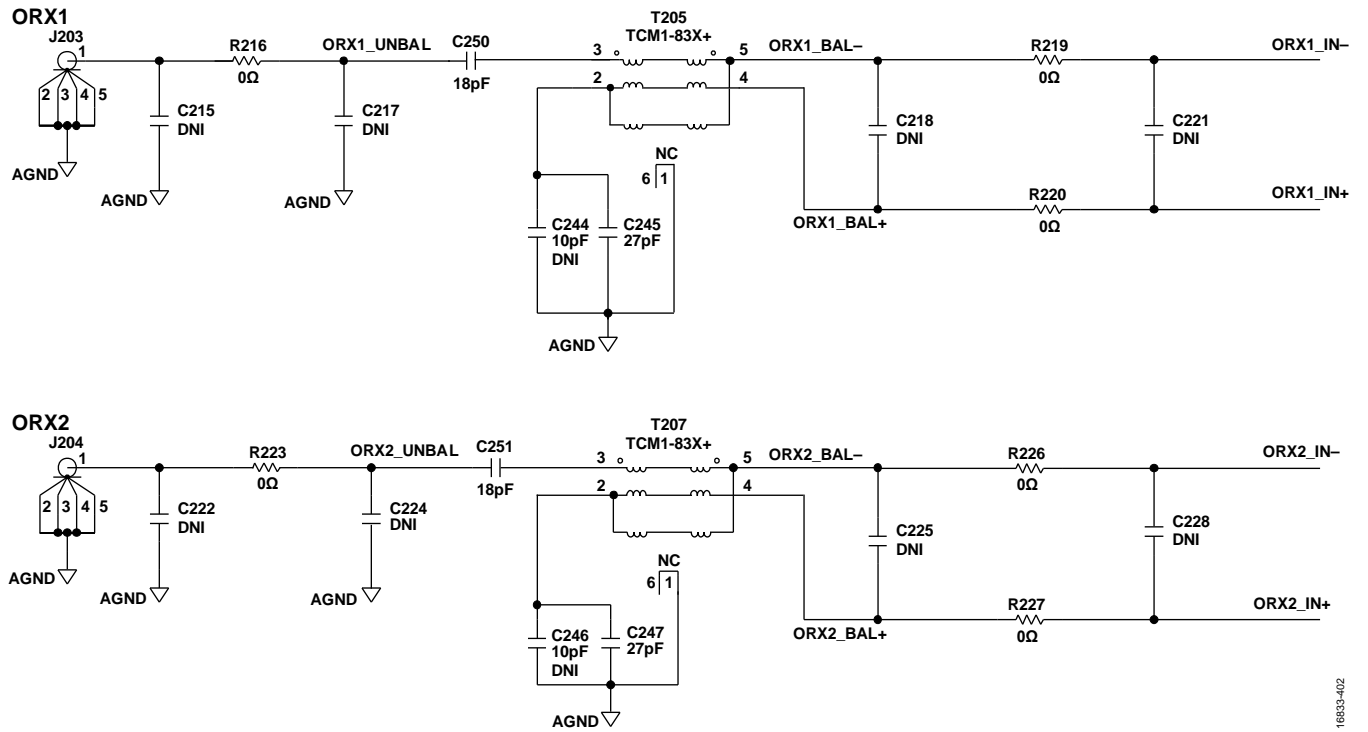 ORX1
J203
1
2 3 4 5
AGND
C215
DNI
AGND
R216
0Ω
ORX1_UNBAL
C217
DNI
AGND
C250
18pF
T205
TCM1-83X+
3
5
2
4
NC
6 1
C244
10pF
DNI
C245
27pF
AGND
ORX1_BAL–
C218
DNI
ORX1_BAL+
R219
0Ω
R220
0Ω
C221
DNI
ORX1_IN–
ORX1_IN+
ORX2
J204
1
2 3 4 5
AGND
C222
DNI
AGND
R223
0Ω
ORX2_UNBAL
C224
DNI
AGND
C251
18pF
T207
TCM1-83X+
3
5
2
4
NC
6 1
C246
10pF
DNI
C247
27pF
AGND
ORX2_BAL–
C225
DNI
ORX2_BAL+
R226
0Ω
R227
0Ω
C228
DNI
ORX2_IN–
ORX2_IN+
16833-402